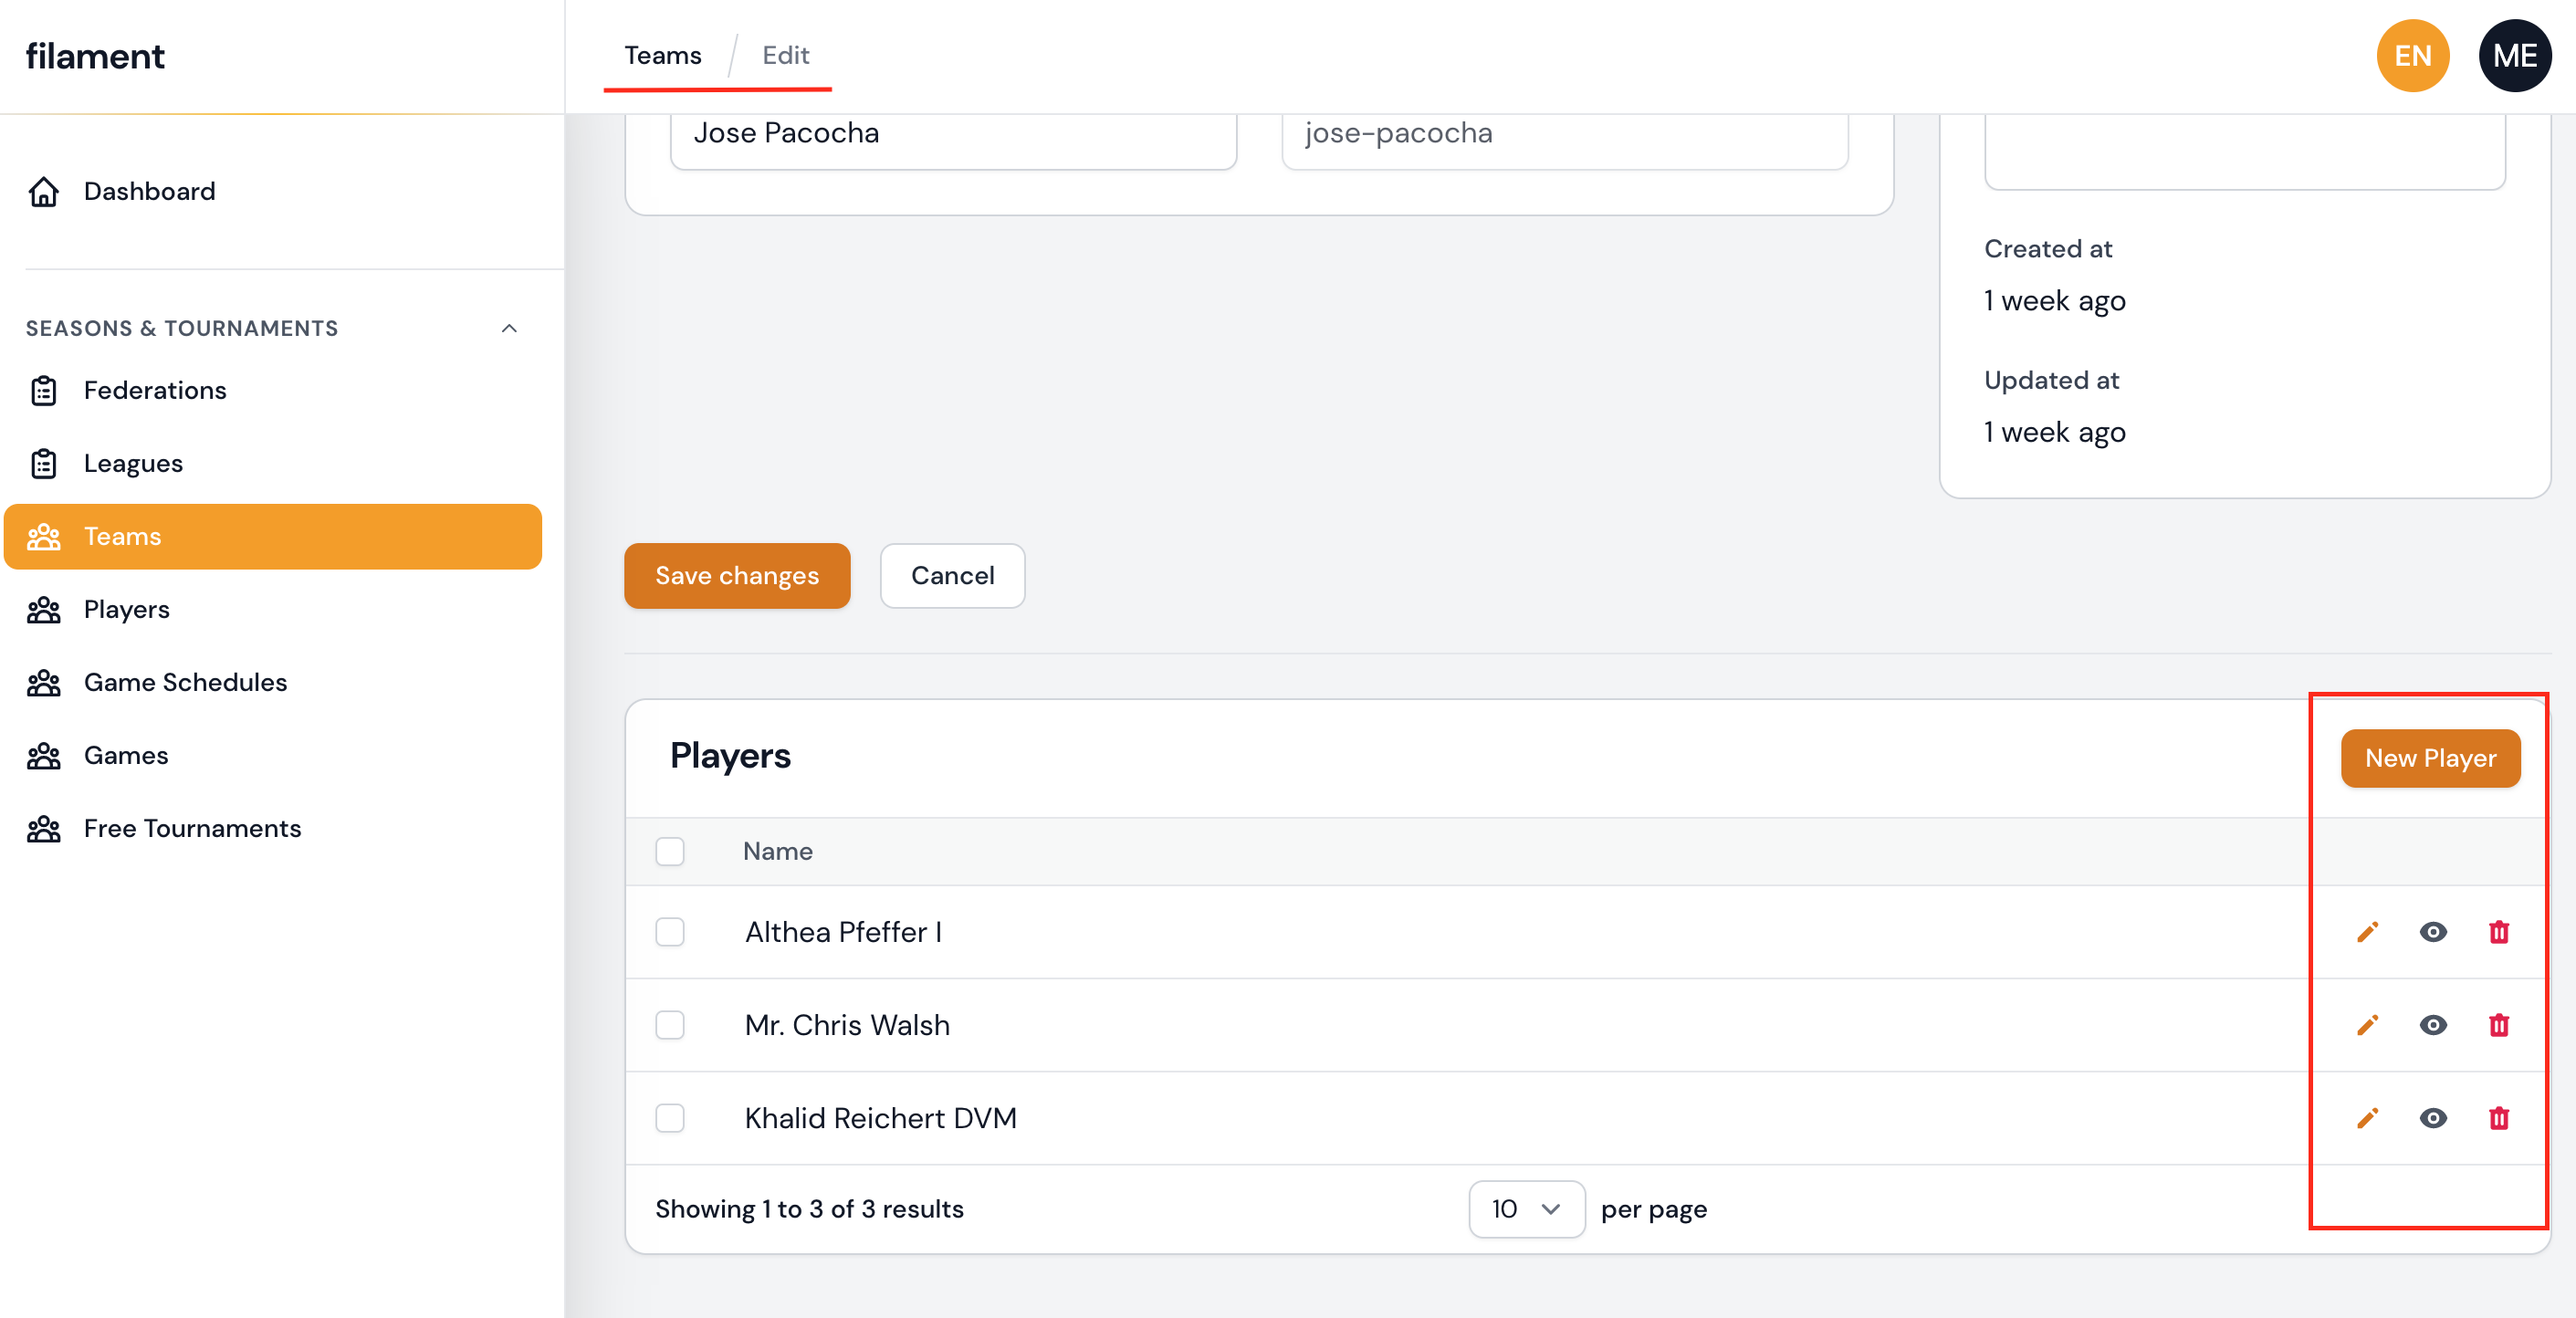 filament
Teams / Edit
EN
ME
Dashboard
SEASONS & TOURNAMENTS
Federations
Leagues
Teams
Players
Game Schedules
Games
Free Tournaments
Jose Pacocha
jose-pacocha
Created at
1 week ago
Updated at
1 week ago
Save changes
Cancel
Players
New Player
Name
Althea Pfeffer I
Mr. Chris Walsh
Khalid Reichert DVM
Showing 1 to 3 of 3 results
10 per page